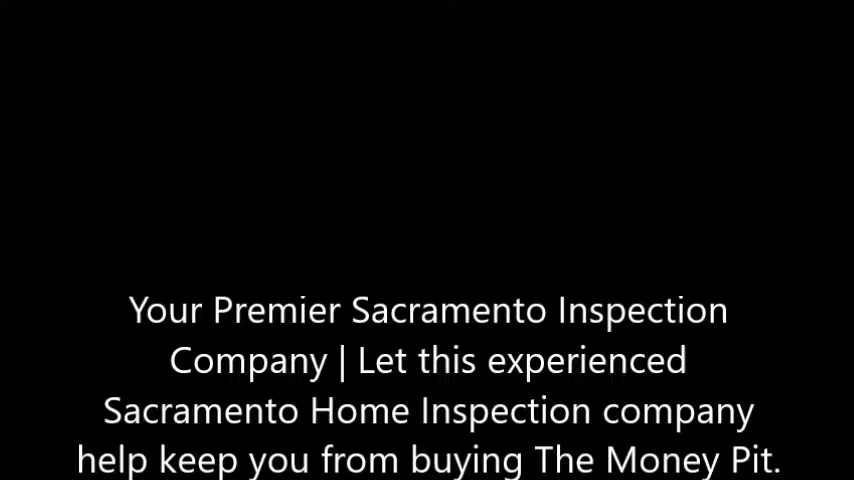 Your Premier Sacramento Inspection
Company | Let this experienced
Sacramento Home Inspection company
help keep you from buying The Money Pit.